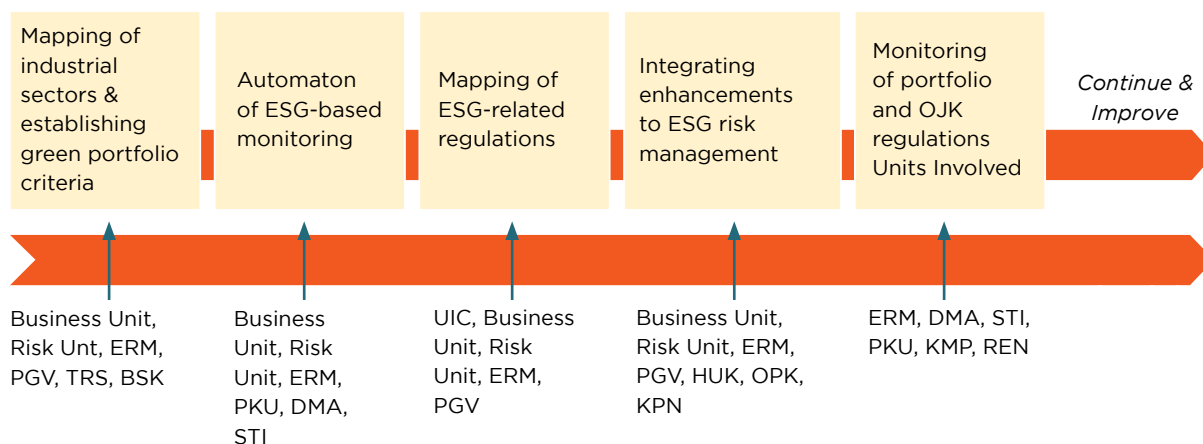 Mapping of
industrial
sectors &
establishing
green portfolio
criteria
Automaton
of ESG-based
monitoring
Mapping of
ESG-related
regulations
Integrating
enhancements
to ESG risk
management
Monitoring
of portfolio
and OJK
regulations
Units Involved
Continue &
Improve
Business Unit,
Risk Unt, ERM,
PGV, TRS, BSK
Business
Unit, Risk
Unit, ERM,
PKU, DMA,
STI
UIC, Business
Unit, Risk
Unit, ERM,
PGV
Business Unit,
Risk Unit, ERM,
PGV, HUK, OPK,
KPN
ERM, DMA, STI,
PKU, KMP, REN